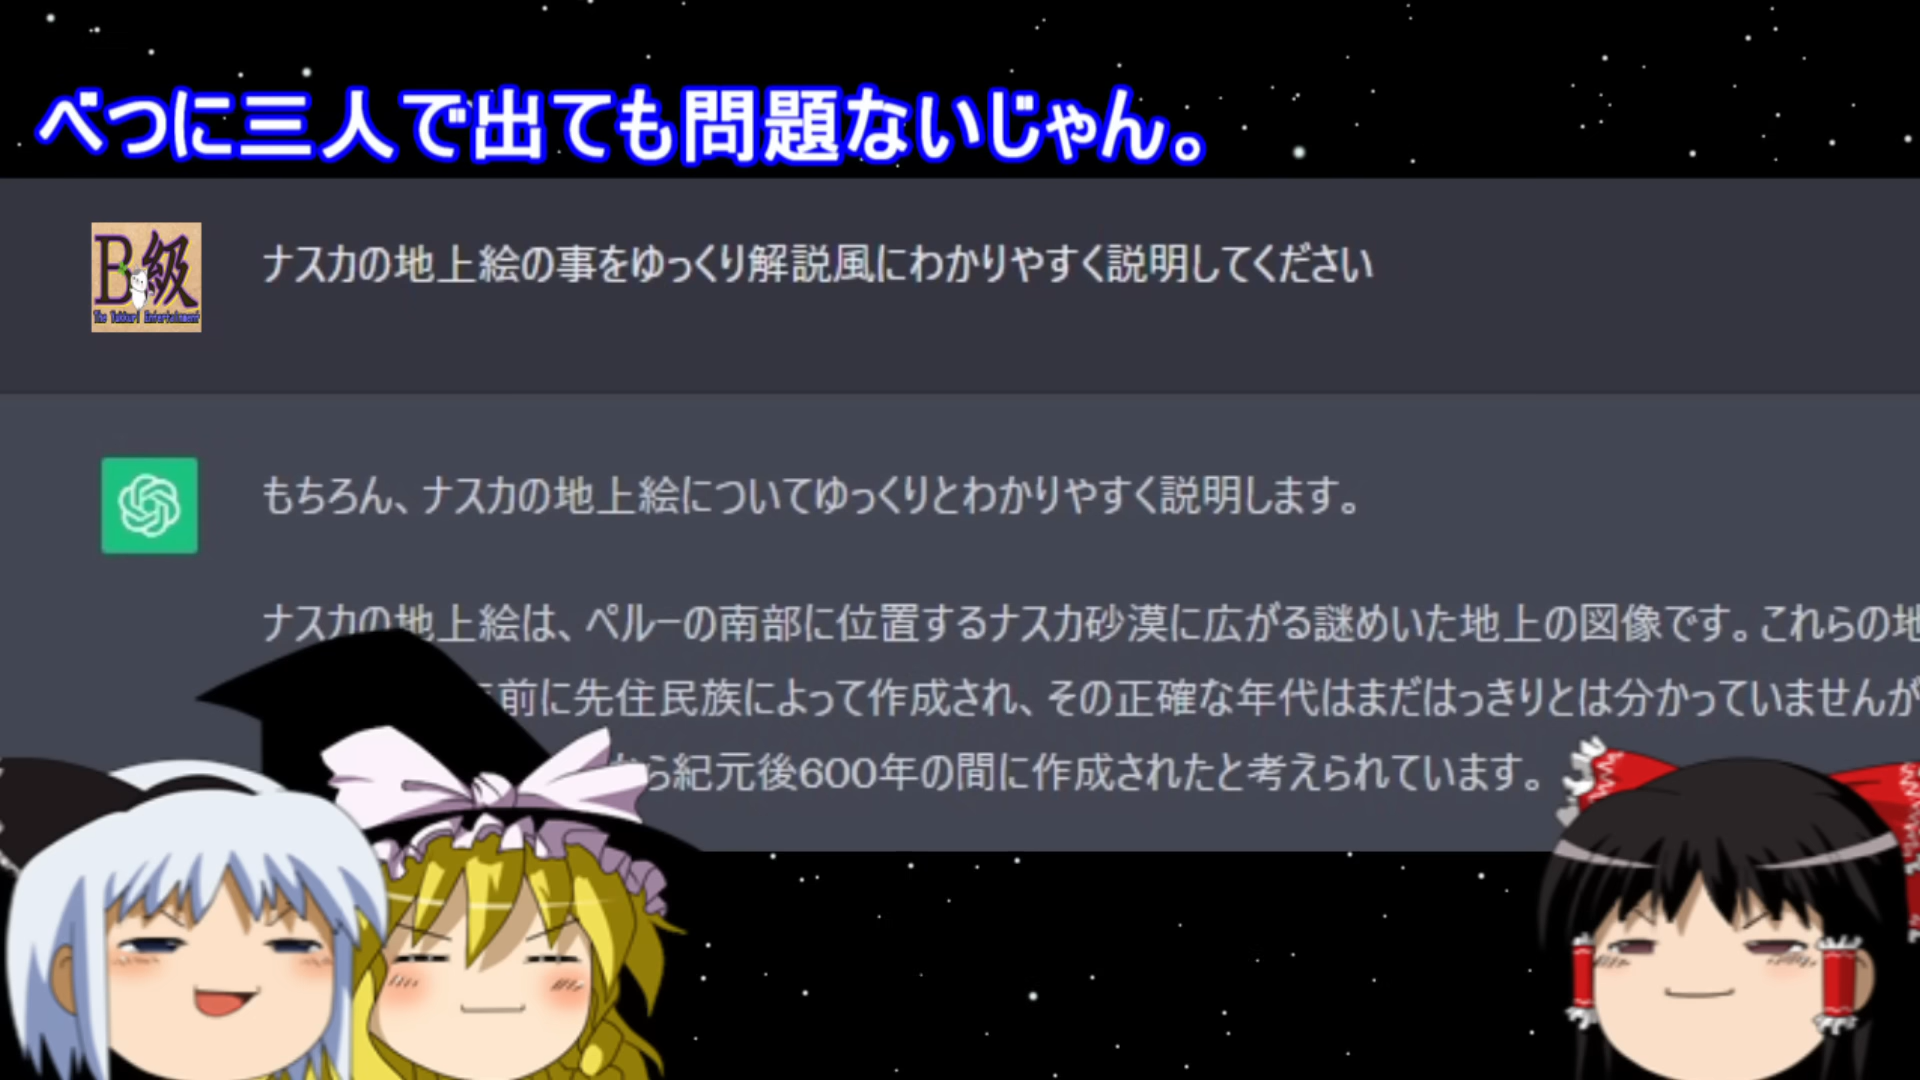 べつに三人で出ても問題ないじゃん。
B級
The Yukkuri Entertainment
ナスカの地上絵の事をゆっくり解説風にわかりやすく説明してください
もちろん、ナスカの地上絵についてゆっくりとわかりやすく説明します。
ナスカの地上絵は、ペルーの南部に位置するナスカ砂漠に広がる謎めいた地上の図像です。これらの地
前に先住民族によって作成され、その正確な年代はまだはっきりとは分かっていませんが
から紀元後600年の間に作成されたと考えられています。